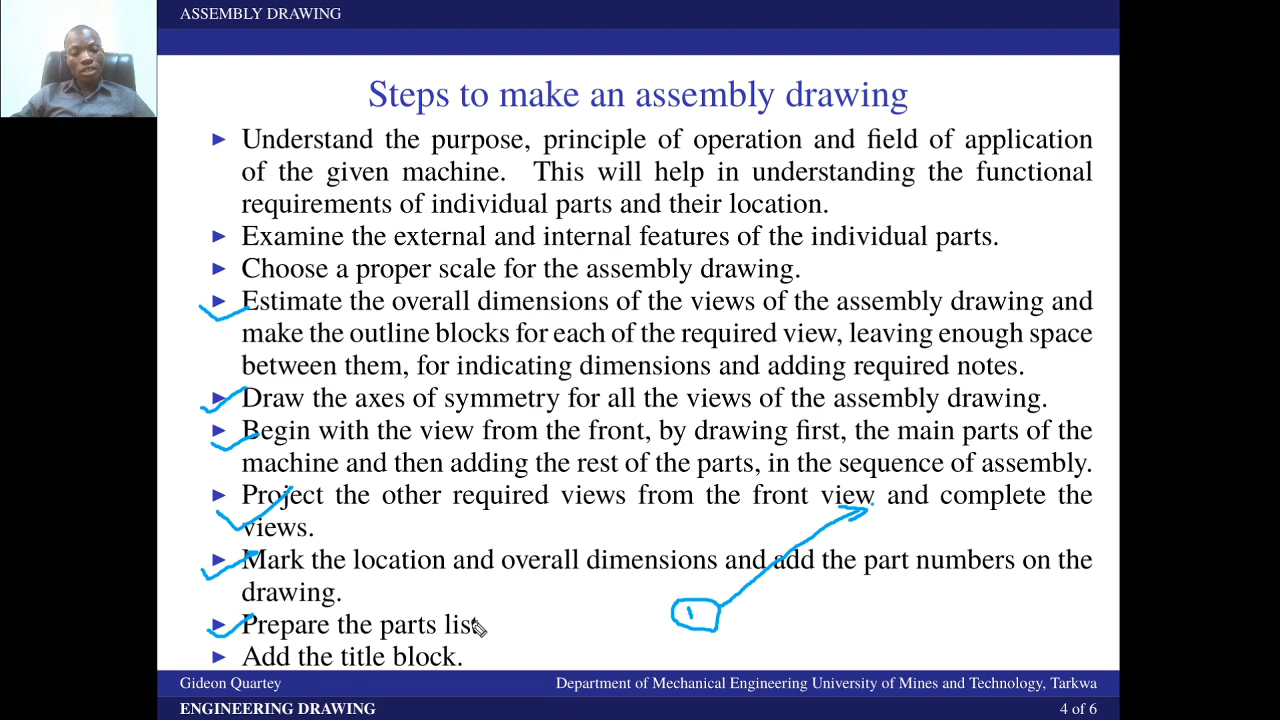 ASSEMBLY DRAWING
Steps to make an assembly drawing
Understand the purpose, principle of operation and field of application
of the given machine. This will help in understanding the functional
requirements of individual parts and their location.
Examine the external and internal features of the individual parts.
Choose a proper scale for the assembly drawing.
Estimate the overall dimensions of the views of the assembly drawing and
make the outline blocks for each of the required view, leaving enough space
between them, for indicating dimensions and adding required notes.
Draw the axes of symmetry for all the views of the assembly drawing.
Begin with the view from the front, by drawing first, the main parts of the
machine and then adding the rest of the parts, in the sequence of assembly.
Project the other required views from the front view and complete the
views.
Mark the location and overall dimensions and add the part numbers on the
drawing.
1
Prepare the parts list
Add the title block.
Gideon Quartey Department of Mechanical Engineering University of Mines and Technology, Tarkwa
ENGINEERING DRAWING 4 of 6